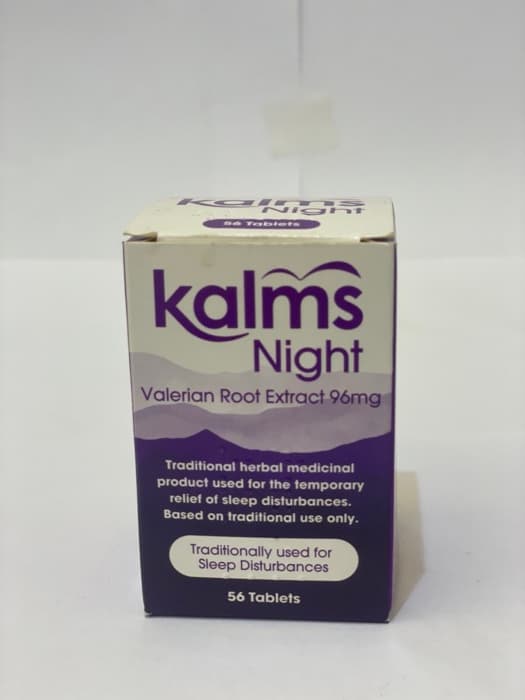 kalms
Night
56 Tablets
kalms
Night
Valerian Root Extract 96mg
Traditional herbal medicinal
product used for the temporary
relief of sleep disturbances.
Based on traditional use only.
Traditionally used for
Sleep Disturbances
56 Tablets